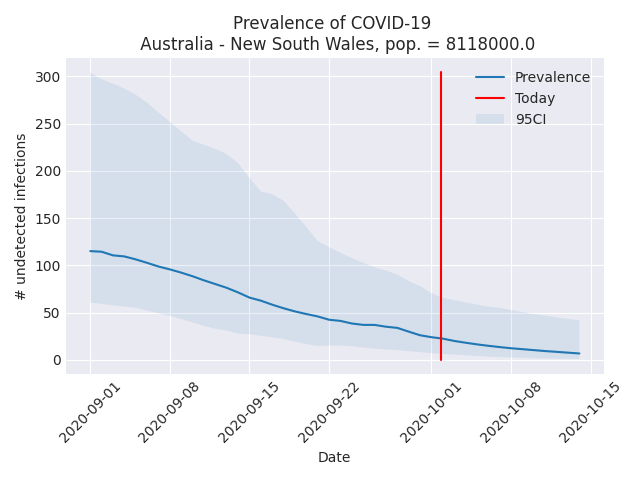 Prevalence of COVID-19
Australia - New South Wales, pop. = 8118000.0
Prevalence
Today
95CI
# undetected infections
300
250
200
150
100
50
0
2020-09-01
2020-09-08
2020-09-15
2020-09-22
2020-10-01
2020-10-08
2020-10-15
Date